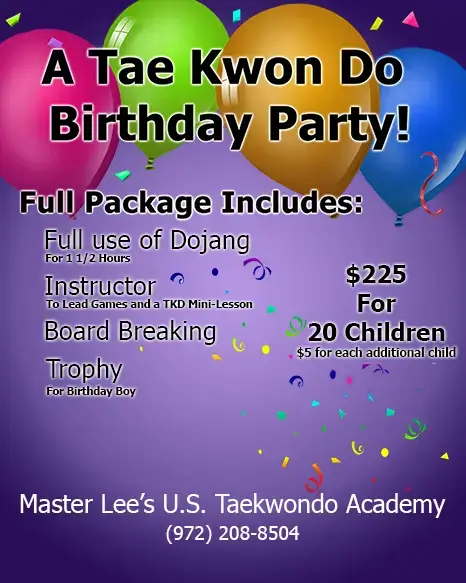 A Tae Kwon Do
Birthday Party!
Full Package Includes:
Full use of Dojang
For 1 1/2 Hours
Instructor
To Lead Games and a TKD Mini-Lesson
Board Breaking
Trophy
For Birthday Boy
$225
For
20 Children
$5 for each additional child
Master Lee's U.S. Taekwondo Academy
(972) 208-8504